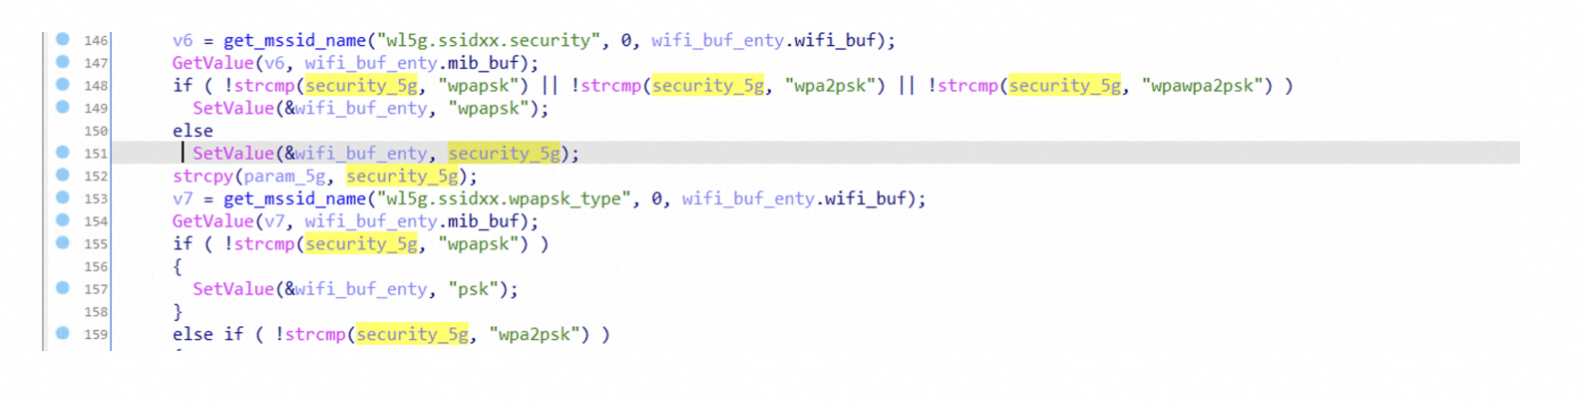 146 v6 = get_mssid_name("wl5g.ssidxx.security", 0, wifi_buf_enty.wifi_buf);
147 GetValue(v6, wifi_buf_enty.mib_buf);
148 if ( !strcmp(security_5g, "wpapsk") || !strcmp(security_5g, "wpa2psk") || !strcmp(security_5g, "wpawpa2psk") )
149 SetValue(&wifi_buf_enty, "wpapsk");
150 else
151 SetValue(&wifi_buf_enty, security_5g);
152 strcpy(param_5g, security_5g);
153 v7 = get_mssid_name("wl5g.ssidxx.wpapsk_type", 0, wifi_buf_enty.wifi_buf);
154 GetValue(v7, wifi_buf_enty.mib_buf);
155 if ( !strcmp(security_5g, "wpapsk") )
156 {
157 SetValue(&wifi_buf_enty, "psk");
158 }
159 else if ( !strcmp(security_5g, "wpa2psk") )